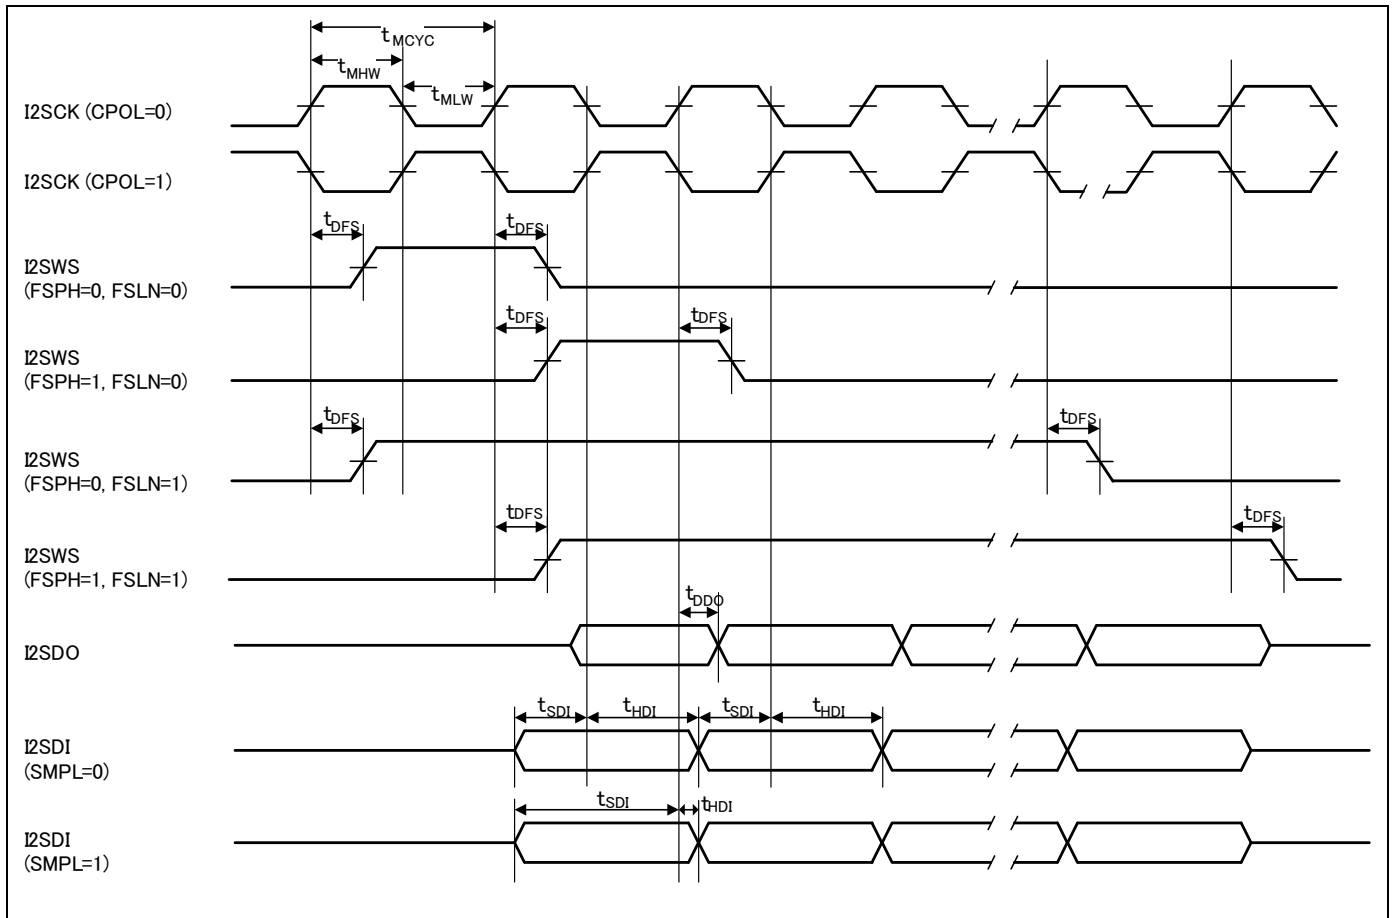 tMCYC
tMHW
tMLW
I2SCK (CPOL=0)
I2SCK (CPOL=1)
tDFS
tDFS
I2SWS
(FSPH=0, FSLN=0)
tDFS
tDFS
I2SWS
(FSPH=1, FSLN=0)
tDFS
tDFS
I2SWS
(FSPH=0, FSLN=1)
tDFS
tDFS
I2SWS
(FSPH=1, FSLN=1)
tDDO
I2SDO
tSDI
tHDI
tSDI
tHDI
I2SDI
(SMPL=0)
tSDI
tHDI
I2SDI
(SMPL=1)